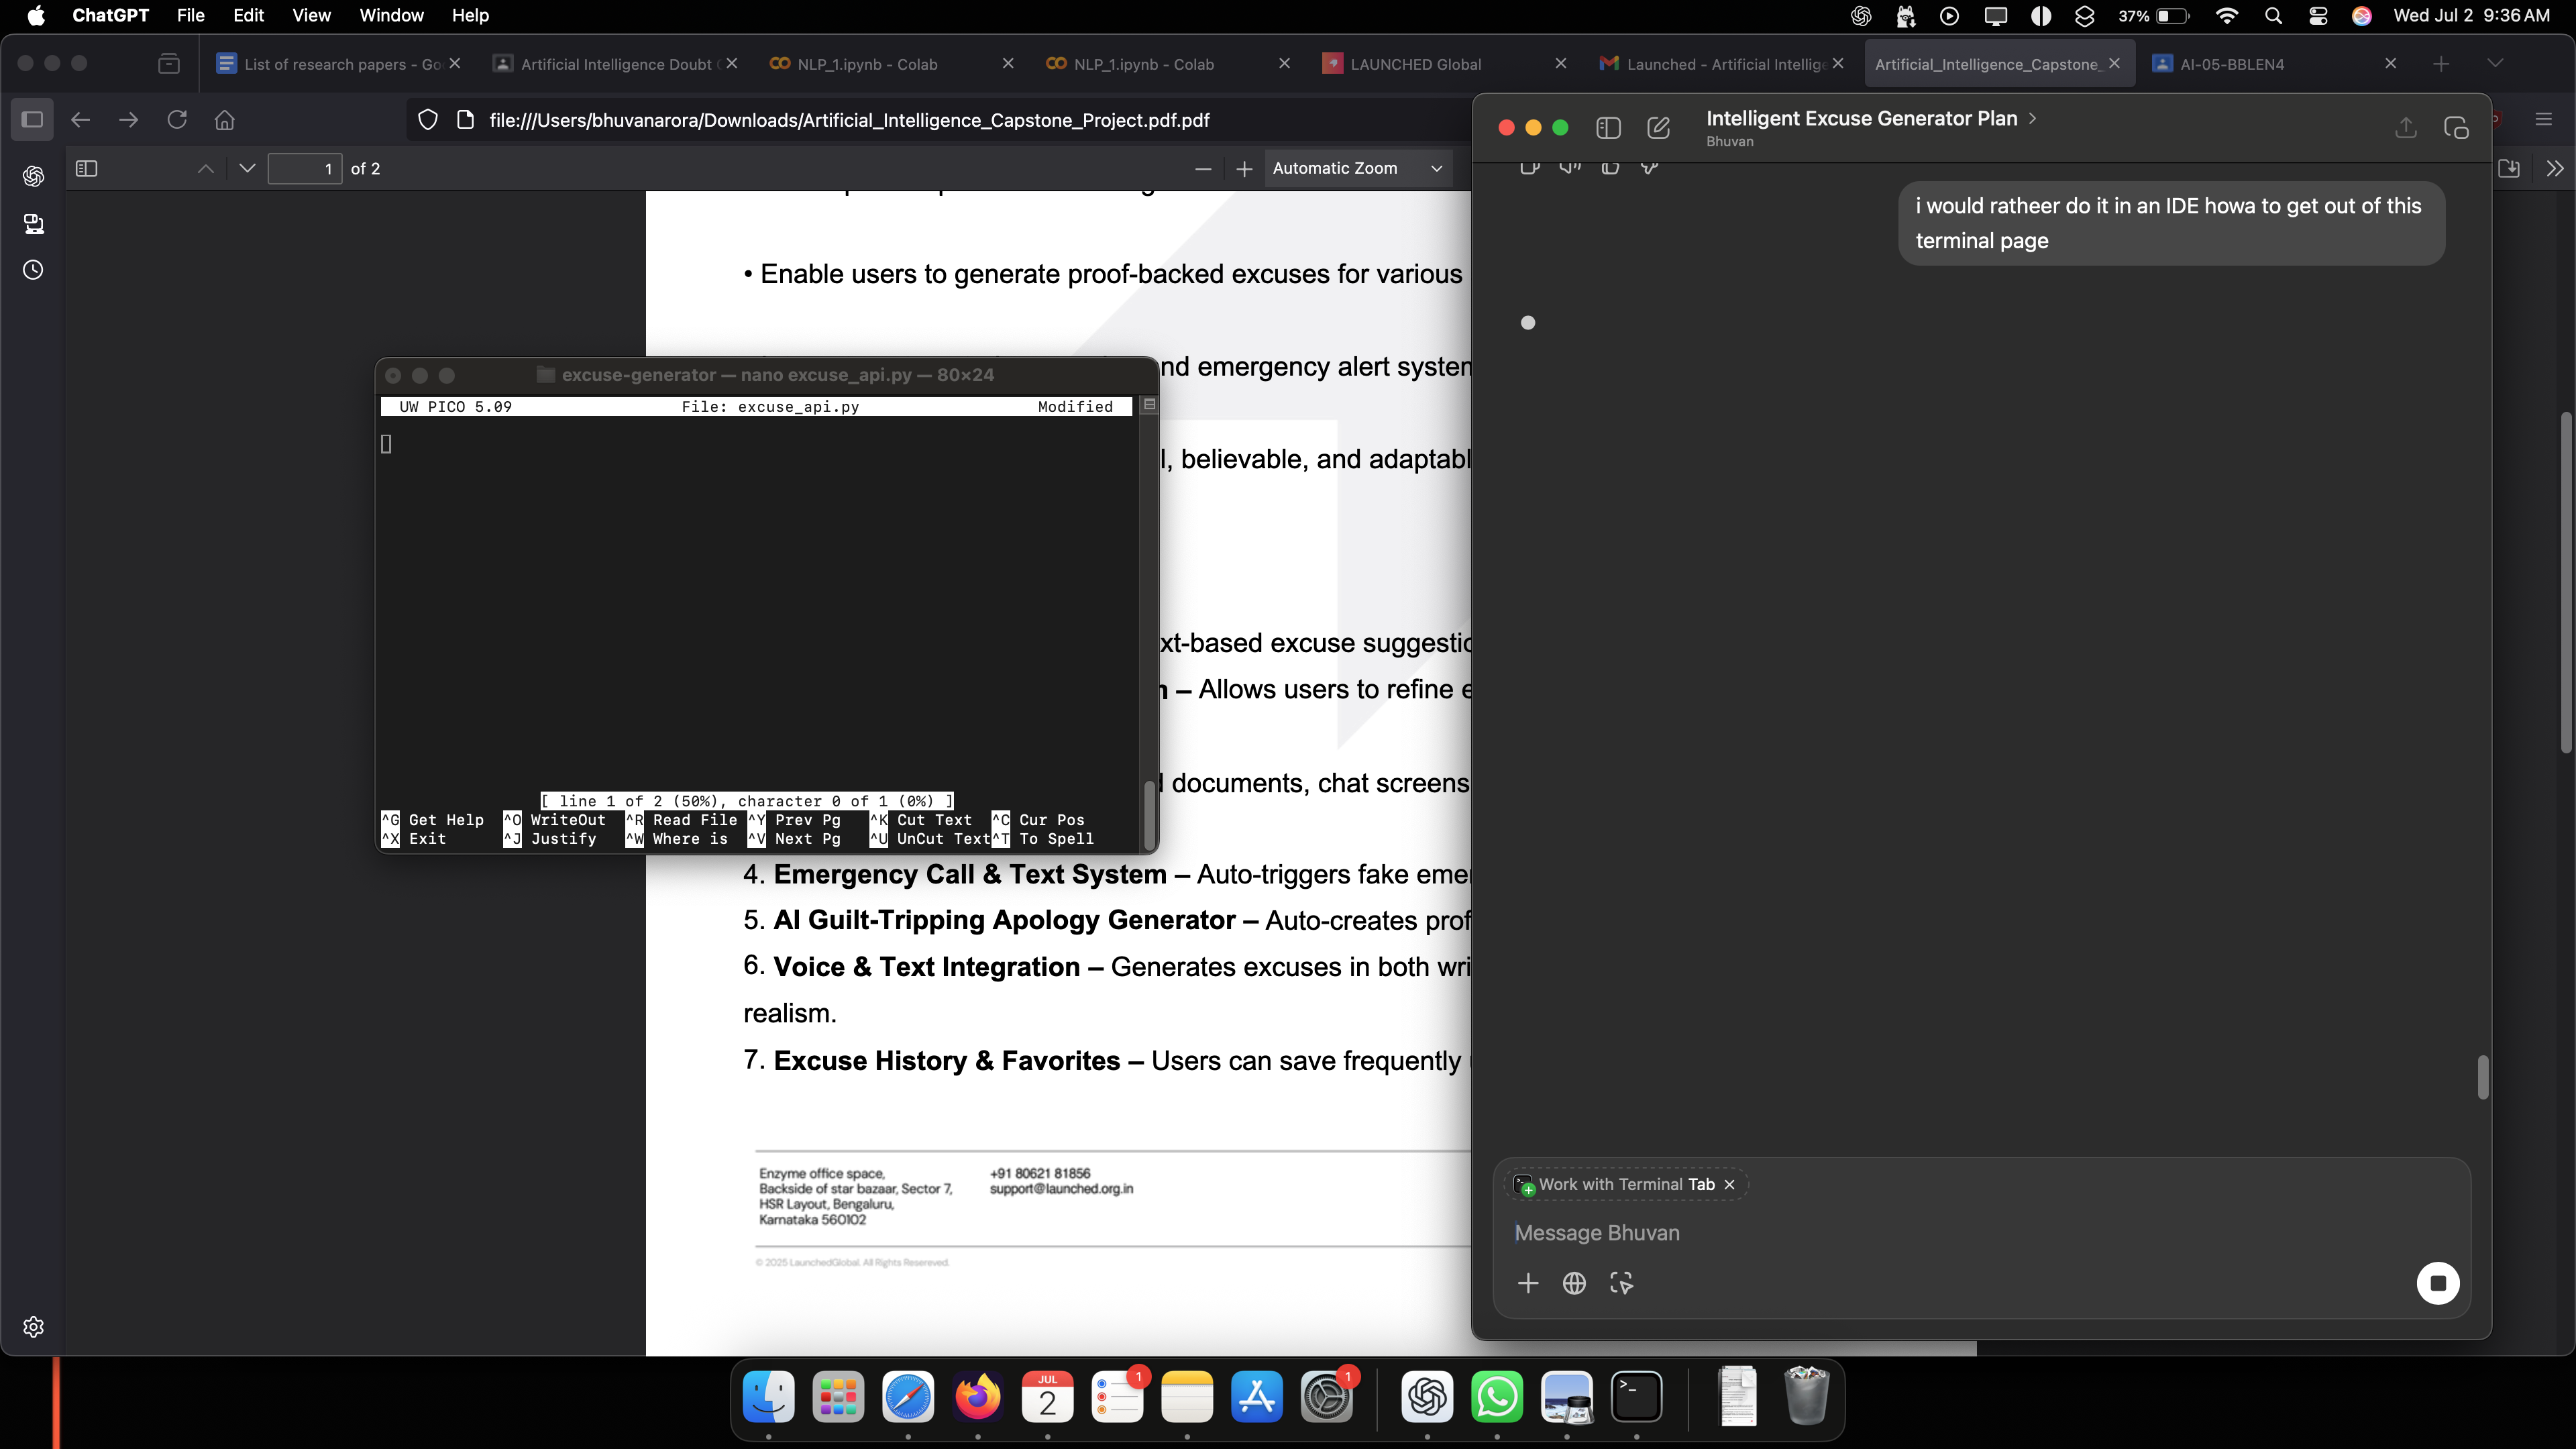 ChatGPT File Edit View Window Help
37% Wed Jul 2 9:36 AM
List of research papers - Go
Artificial Intelligence Doubt
NLP_1.ipynb - Colab
NLP_1.ipynb - Colab
LAUNCHED Global
Launched - Artificial Intellige
Artificial_Intelligence_Capstone_
AI-05-BBLEN4
file:///Users/bhuvanarora/Downloads/Artificial_Intelligence_Capstone_Project.pdf.pdf
1 of 2
Automatic Zoom
• Enable users to generate proof-backed excuses for various
nd emergency alert system
l, believable, and adaptabl
xt-based excuse suggestio
n – Allows users to refine e
d documents, chat screens
4. Emergency Call & Text System – Auto-triggers fake eme
5. AI Guilt-Tripping Apology Generator – Auto-creates prof
6. Voice & Text Integration – Generates excuses in both wri
realism.
7. Excuse History & Favorites – Users can save frequently
Enzyme office space,
Backside of star bazaar, Sector 7,
HSR Layout, Bengaluru,
Karnataka 560102
+91 80621 81856
support@launched.org.in
© 2025 LaunchedGlobal. All Rights Resereved.
excuse-generator — nano excuse_api.py — 80×24
UW PICO 5.09 File: excuse_api.py Modified
[ line 1 of 2 (50%), character 0 of 1 (0%) ]
^G Get Help ^O WriteOut ^R Read File ^Y Prev Pg ^K Cut Text ^C Cur Pos
^X Exit ^J Justify ^W Where is ^V Next Pg ^U UnCut Text ^T To Spell
Intelligent Excuse Generator Plan
Bhuvan
i would ratheer do it in an IDE howa to get out of this
terminal page
Work with Terminal Tab
Message Bhuvan
JUL
2
1
1